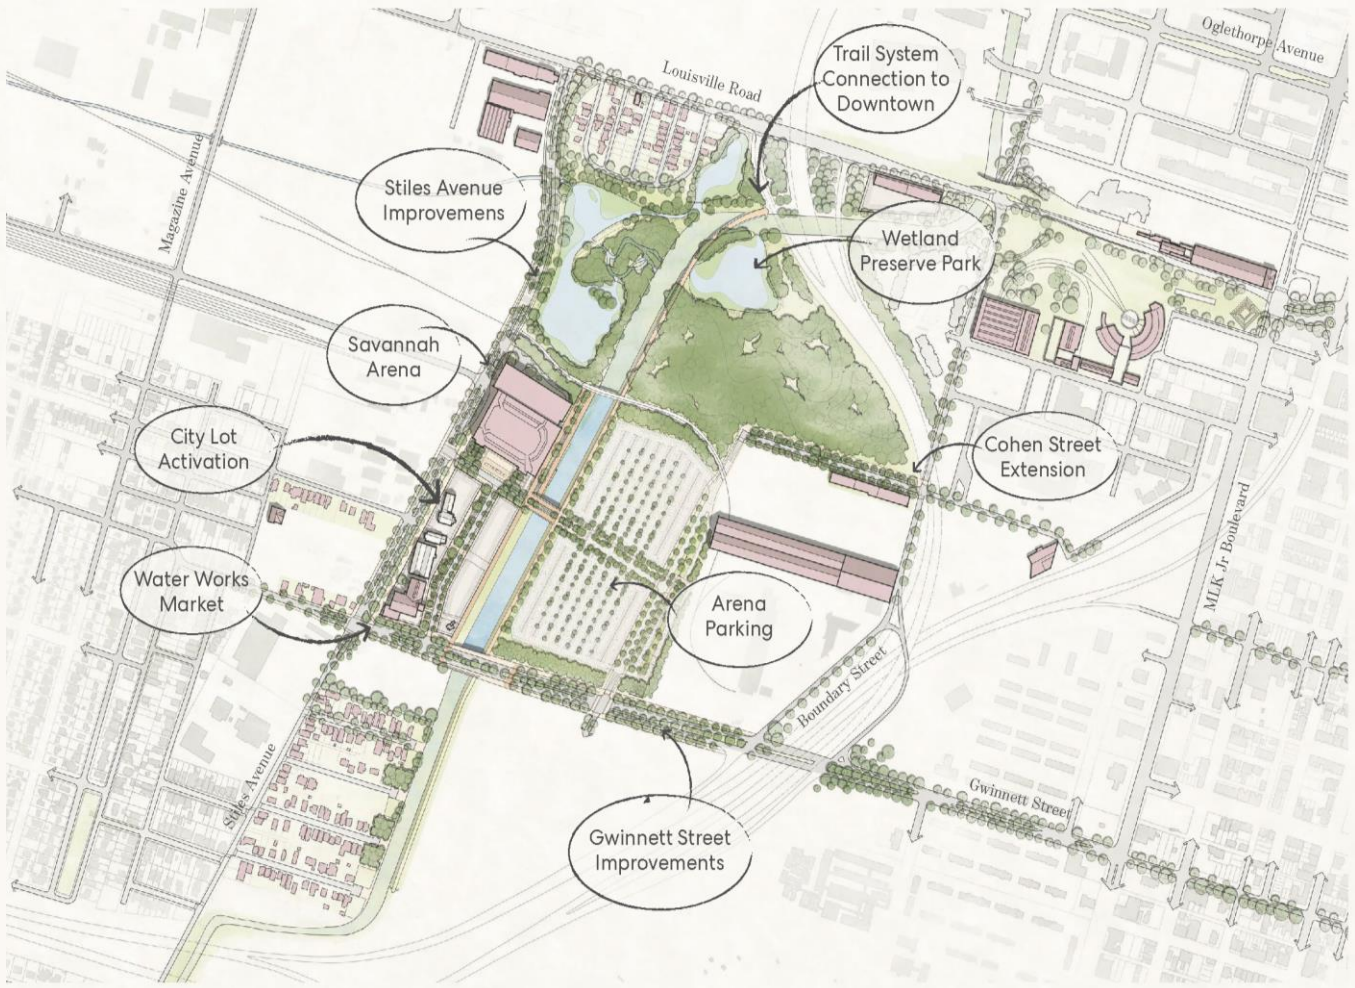 Oglethorpe Avenue
Trail System
Connection to
Downtown
Louisville Road
Magazine Avenue
Stiles Avenue
Improvemens
Wetland
Preserve Park
Savannah
Arena
City Lot
Activation
Cohen Street
Extension
MLK Jr Boulevard
Water Works
Market
Arena
Parking
Boundary Street
Stiles Avenue
Gwinnett Street
Gwinnett Street
Improvements